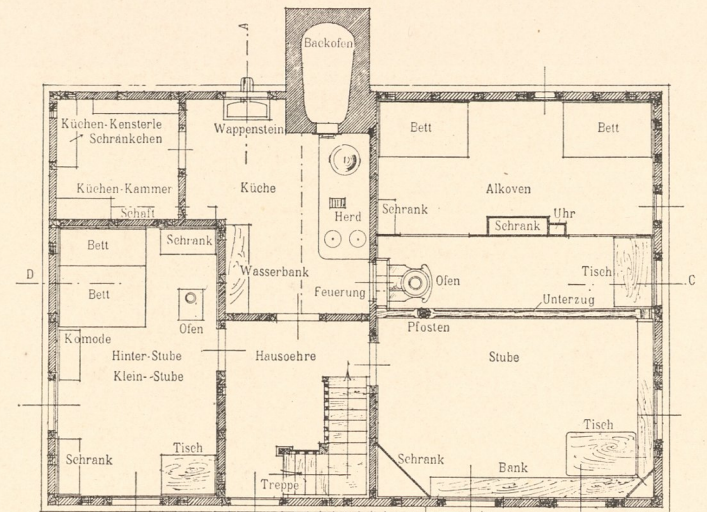 A
Backofen
Küchen-Kensterle
Schränkchen
Wappenstein
Bett
Bett
Küchen-Kammer
Küche
Alkoven
Schaft
Herd
Schrank
Uhr
Schrank
Bett
Schrank
Wasserbank
D
Bett
Feuerung
Ofen
Tisch
C
Ofen
Unterzug
Komode
Pfosten
Hinter-Stube
Klein--Stube
Hausoehre
Stube
Tisch
Tisch
Schrank
Schrank
Bank
Treppe